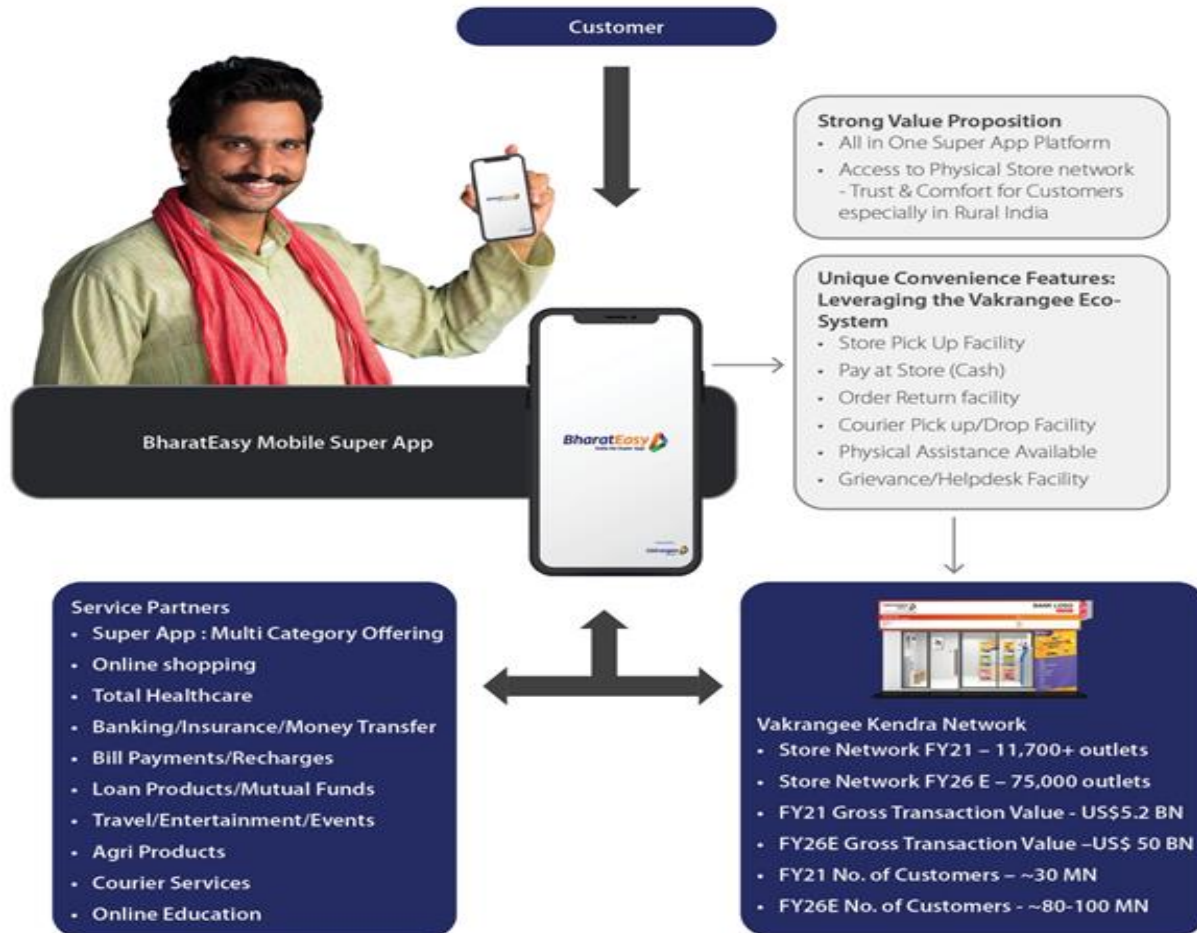 Customer
Strong Value Proposition
• All in One Super App Platform
• Access to Physical Store network
- Trust & Comfort for Customers
especially in Rural India
Unique Convenience Features:
Leveraging the Vakrangee Eco-
System
• Store Pick Up Facility
• Pay at Store (Cash)
• Order Return facility
• Courier Pick up/Drop Facility
• Physical Assistance Available
• Grievance/Helpdesk Facility
BharatEasy
BharatEasy Mobile Super App
BharatEasy
Vakrangee
Service Partners
• Super App : Multi Category Offering
• Online shopping
• Total Healthcare
• Banking/Insurance/Money Transfer
• Bill Payments/Recharges
• Loan Products/Mutual Funds
• Travel/Entertainment/Events
• Agri Products
• Courier Services
• Online Education
BANK LOGO
Vakrangee Kendra Network
• Store Network FY21 – 11,700+ outlets
• Store Network FY26 E – 75,000 outlets
• FY21 Gross Transaction Value - US$5.2 BN
• FY26E Gross Transaction Value –US$ 50 BN
• FY21 No. of Customers – ~30 MN
• FY26E No. of Customers - ~80-100 MN